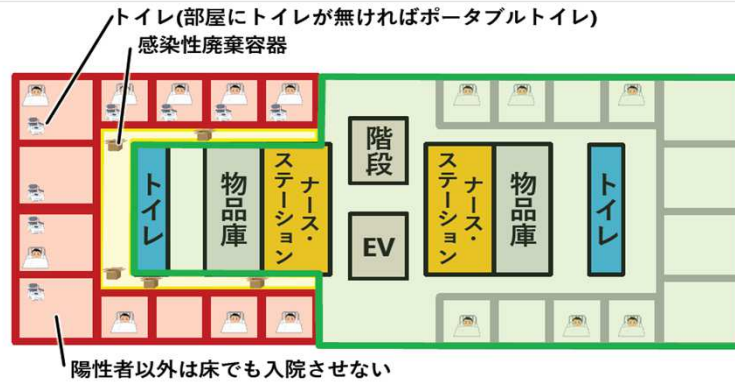 トイレ(部屋にトイレが無ければポータブルトイレ)
感染性廃棄容器
トイレ
物品庫
ナース・
ステーション
階段
EV
ナース・
ステーション
物品庫
トイレ
陽性者以外は床でも入院させない